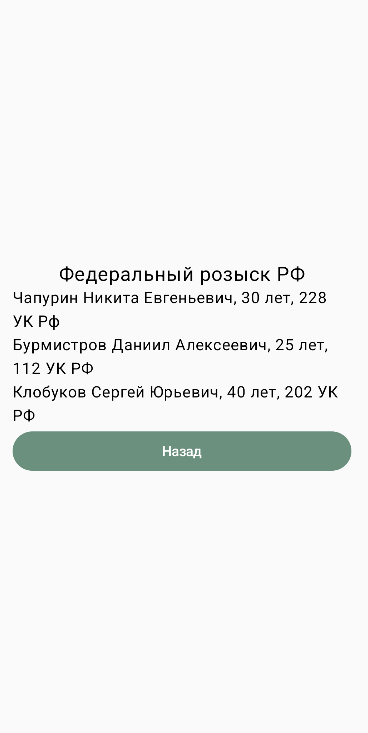 Федеральный розыск РФ
Чапурин Никита Евгеньевич, 30 лет, 228
УК Рф
Бурмистров Даниил Алексеевич, 25 лет,
112 УК РФ
Клобуков Сергей Юрьевич, 40 лет, 202 УК
РФ
Назад